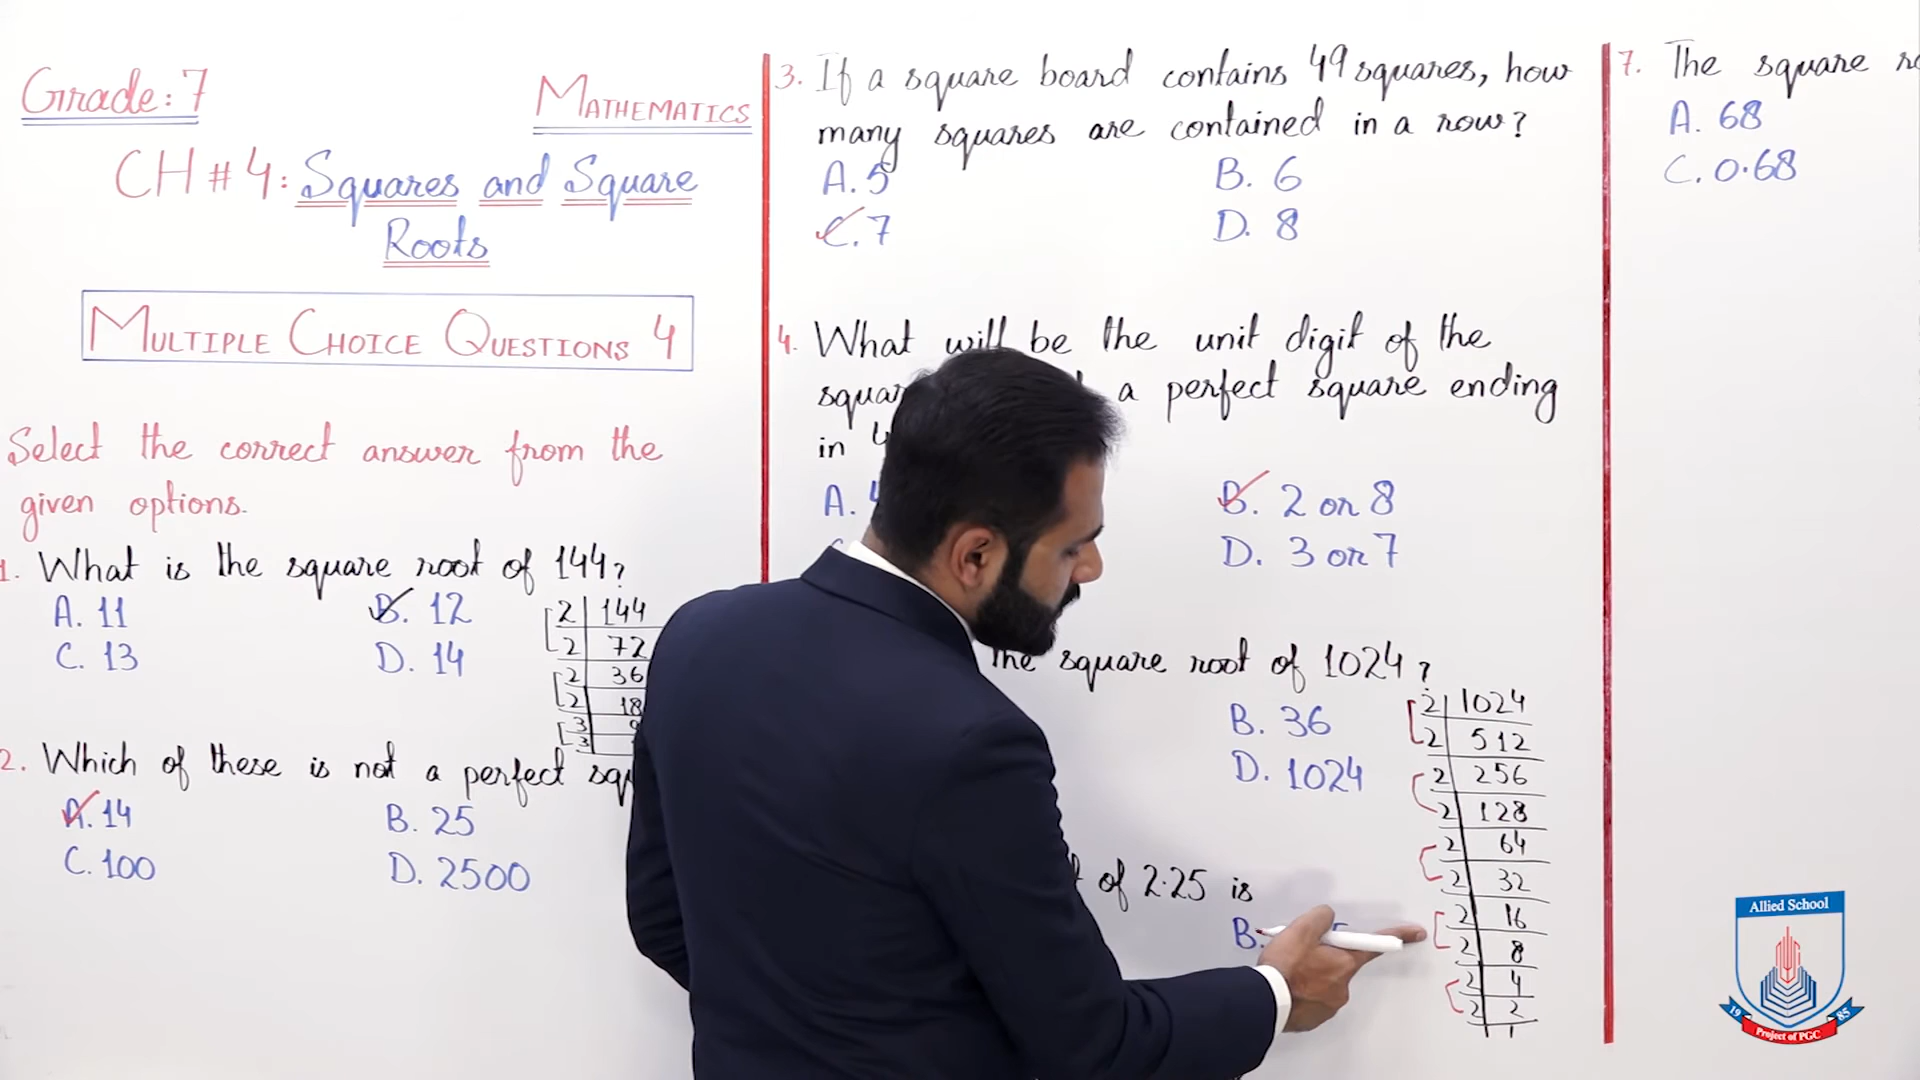 Grade: 7
MATHEMATICS
CH # 4: Squares and Square
Roots
MULTIPLE CHOICE QUESTIONS 4
Select the correct answer from the
given options.
1. What is the square root of 144?
A. 11
B. 12
C. 13
D. 14
2 144
2 72
2 36
2 18
3
3
2. Which of these is not a perfect
A. 14
B. 25
C. 100
D. 2500
3. If a square board contains 49 squares, how
many squares are contained in a row?
A. 5
B. 6
C. 7
D. 8
4. What will be the unit digit of the
a perfect square ending
in
A.
B. 2 or 8
D. 3 or 7
the square root of 1024?
B. 36
D. 1024
2 1024
2 512
2 256
2 128
2 64
2 32
2 16
2 8
2 4
2 2
1
of 2.25 is
B.
7. The square
A. 68
C. 0.68
Allied School
19 85
Project of PGC